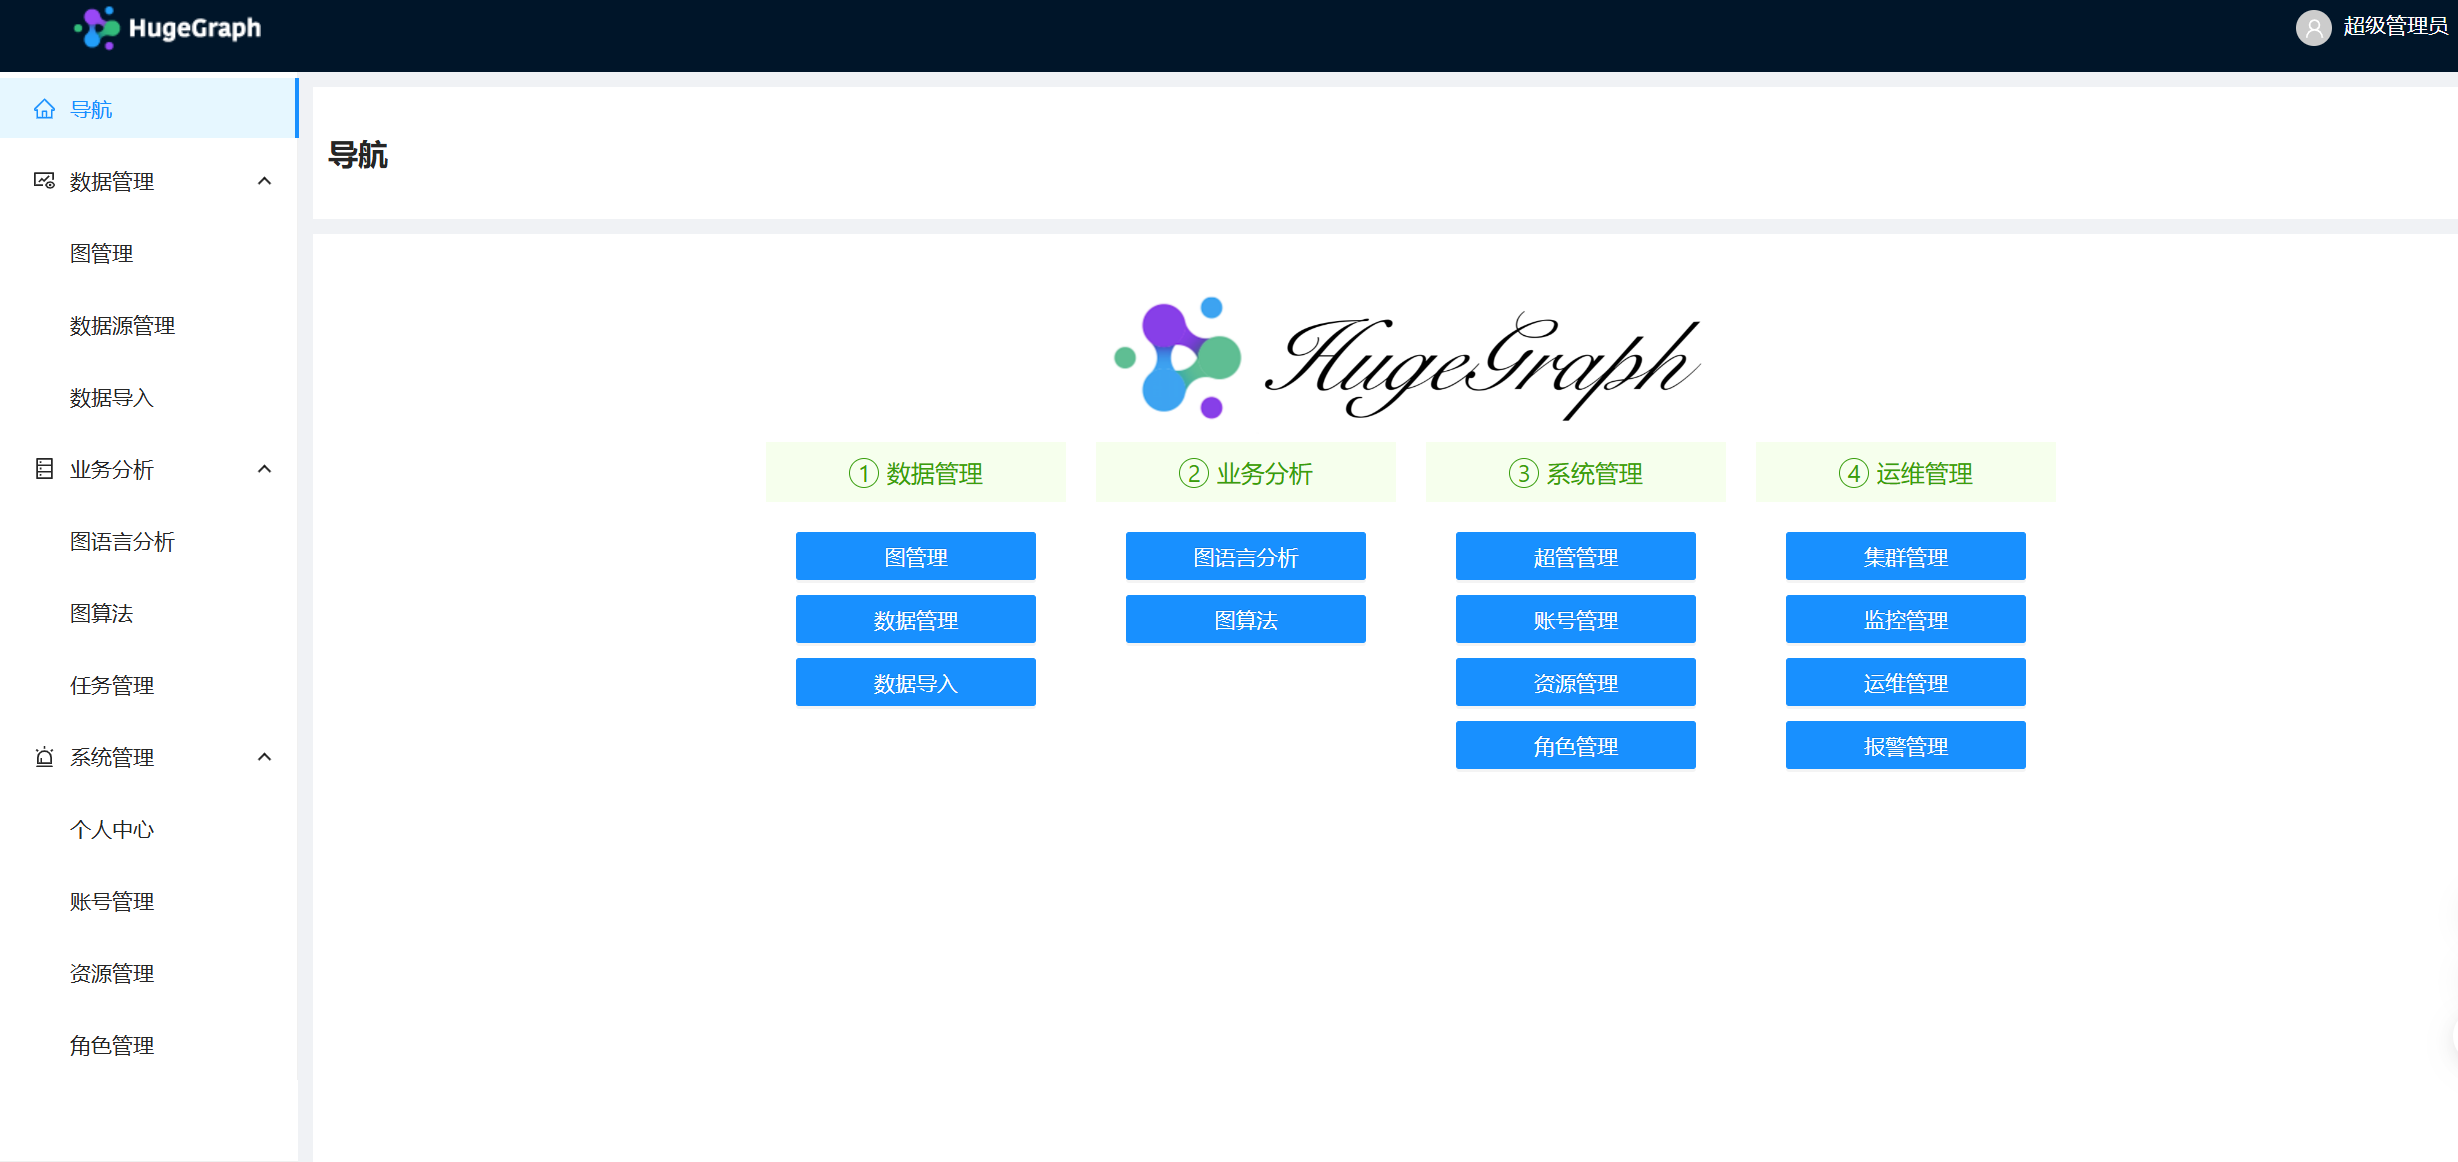 HugeGraph
超级管理员
导航
数据管理
图管理
数据源管理
数据导入
业务分析
图语言分析
图算法
任务管理
系统管理
个人中心
账号管理
资源管理
角色管理
导航
HugeGraph
① 数据管理
图管理
数据管理
数据导入
② 业务分析
图语言分析
图算法
③ 系统管理
超管管理
账号管理
资源管理
角色管理
④ 运维管理
集群管理
监控管理
运维管理
报警管理